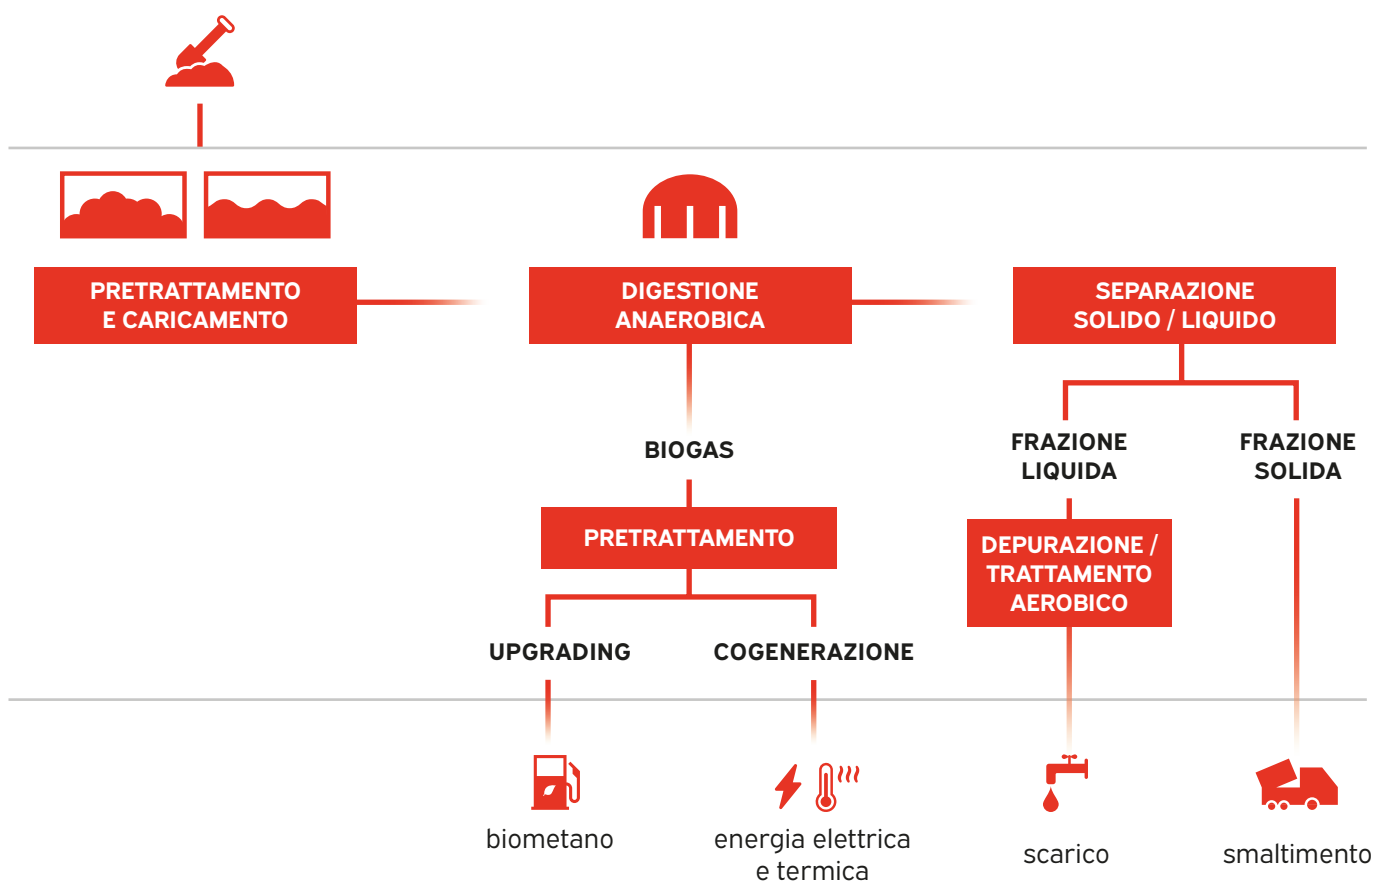 PRETRATTAMENTO
E CARICAMENTO
DIGESTIONE
ANAEROBICA
SEPARAZIONE
SOLIDO / LIQUIDO
BIOGAS
FRAZIONE
LIQUIDA
FRAZIONE
SOLIDA
PRETRATTAMENTO
DEPURAZIONE /
TRATTAMENTO
AEROBICO
UPGRADING
COGENERAZIONE
biometano
energia elettrica
e termica
scarico
smaltimento